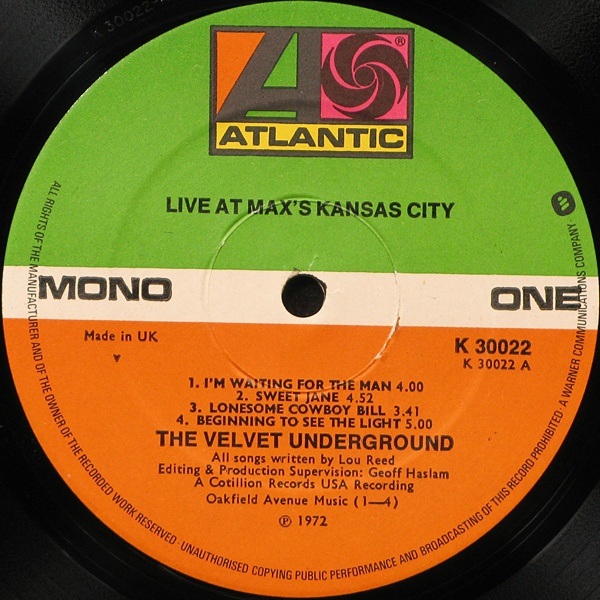 K 30022
ATLANTIC
®
LIVE AT MAX'S KANSAS CITY
MONO
ONE
Made in UK
K 30022
K 30022 A
1. I'M WAITING FOR THE MAN 4.00
2. SWEET JANE 4.52
3. LONESOME COWBOY BILL 3.41
4. BEGINNING TO SEE THE LIGHT 5.00
THE VELVET UNDERGROUND
All songs written by Lou Reed
Editing & Production Supervision: Geoff Haslam
A Cotillion Records USA Recording
Oakfield Avenue Music (1—4)
℗ 1972
ALL RIGHTS OF THE MANUFACTURER AND OF THE OWNER OF THE RECORDED WORK RESERVED · UNAUTHORISED COPYING PUBLIC PERFORMANCE AND BROADCASTING OF THIS RECORD PROHIBITED · A WARNER COMMUNICATIONS COMPANY ·